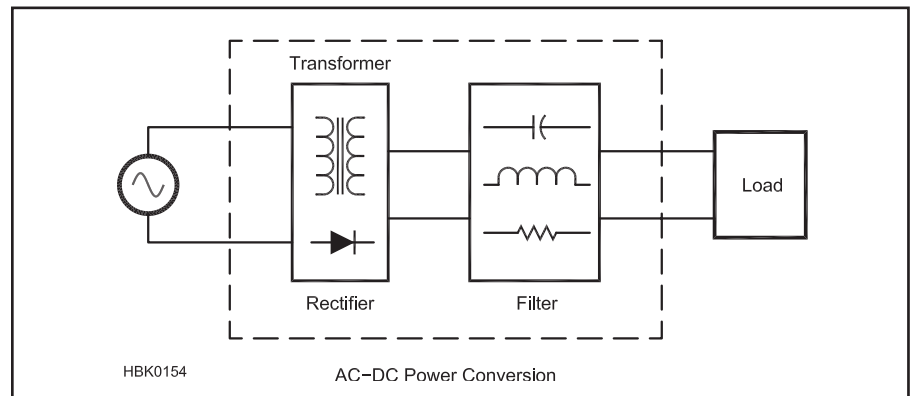 Transformer
Load
Rectifier
Filter
HBK0154
AC−DC Power Conversion